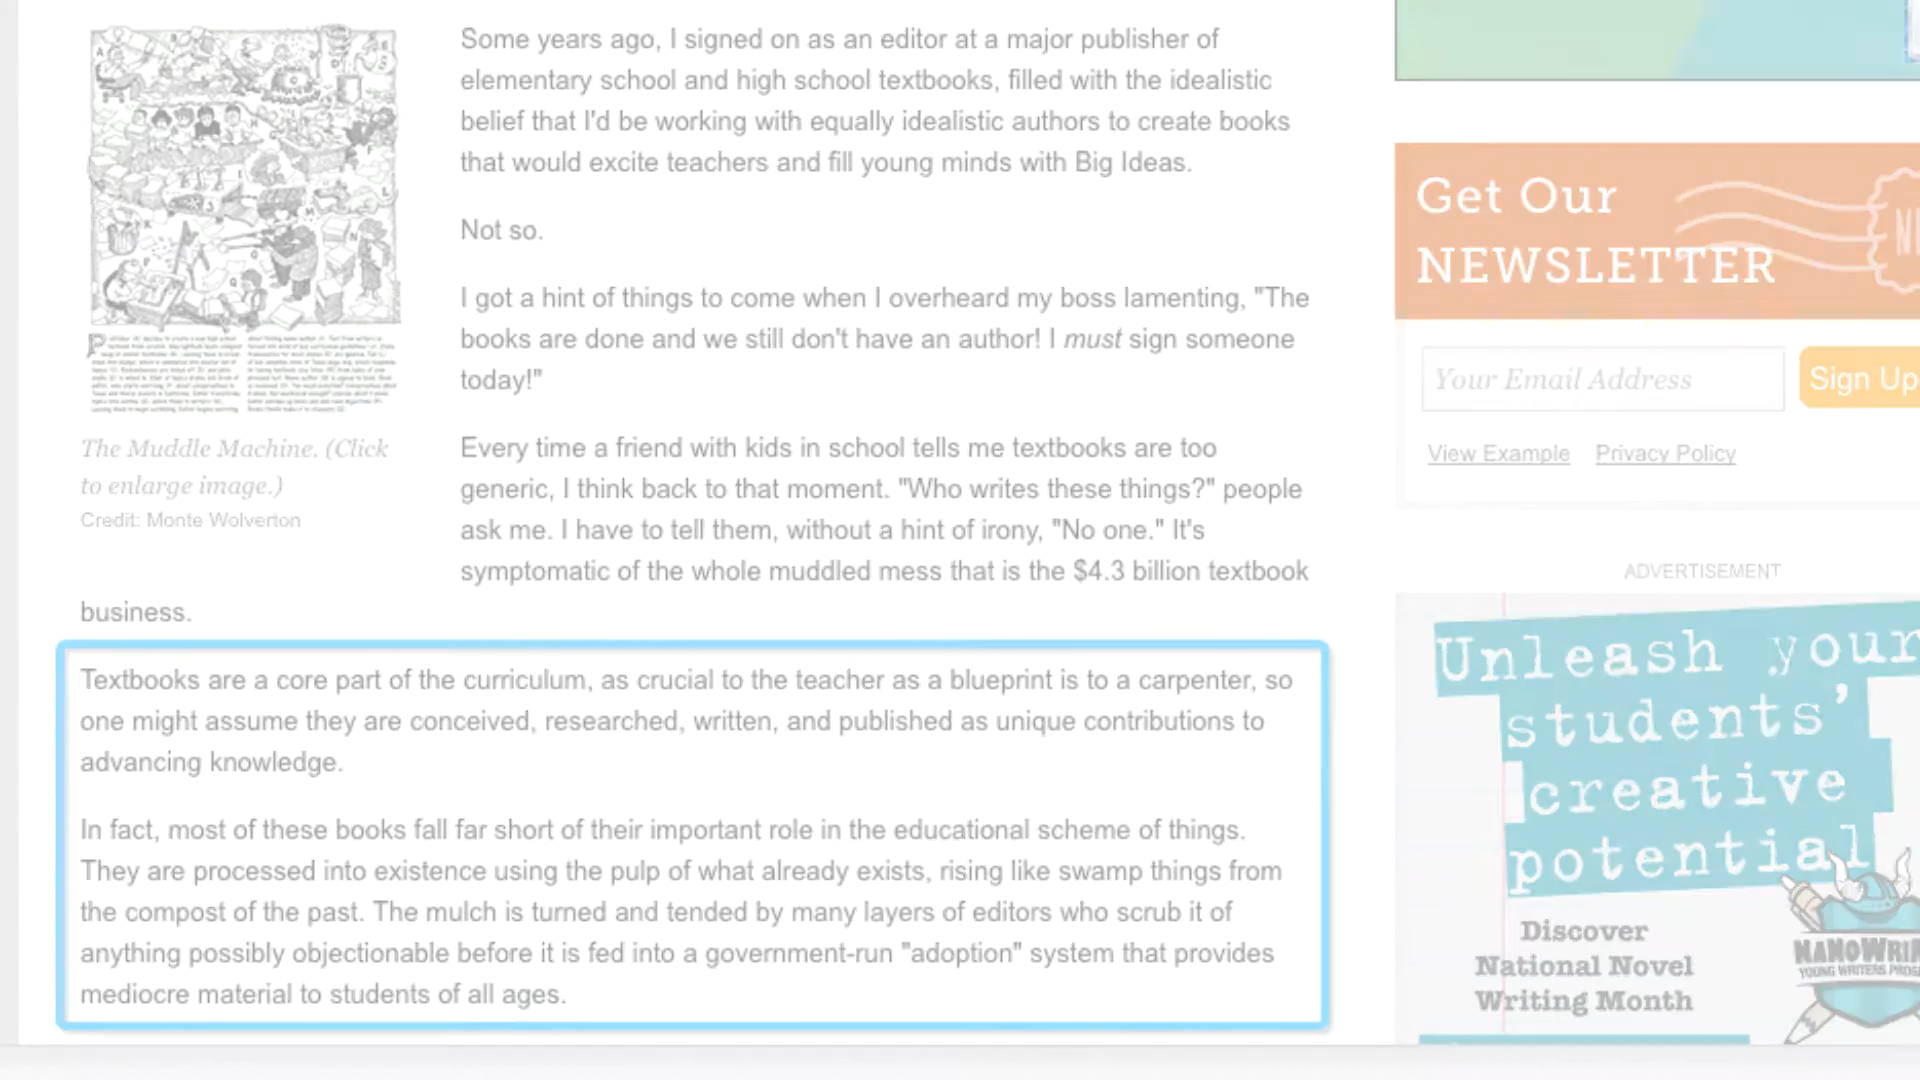 Some years ago, I signed on as an editor at a major publisher of
elementary school and high school textbooks, filled with the idealistic
belief that I'd be working with equally idealistic authors to create books
that would excite teachers and fill young minds with Big Ideas.
Not so.
I got a hint of things to come when I overheard my boss lamenting, "The
books are done and we still don't have an author! I must sign someone
today!"
Every time a friend with kids in school tells me textbooks are too
generic, I think back to that moment. "Who writes these things?" people
ask me. I have to tell them, without a hint of irony, "No one." It's
symptomatic of the whole muddled mess that is the $4.3 billion textbook
business.
The Muddle Machine. (Click
to enlarge image.)
Credit: Monte Wolverton
Textbooks are a core part of the curriculum, as crucial to the teacher as a blueprint is to a carpenter, so
one might assume they are conceived, researched, written, and published as unique contributions to
advancing knowledge.
In fact, most of these books fall far short of their important role in the educational scheme of things.
They are processed into existence using the pulp of what already exists, rising like swamp things from
the compost of the past. The mulch is turned and tended by many layers of editors who scrub it of
anything possibly objectionable before it is fed into a government-run "adoption" system that provides
mediocre material to students of all ages.
Get Our
NEWSLETTER
Your Email Address
Sign Up
View Example Privacy Policy
ADVERTISEMENT
Unleash your
students'
creative
potential
Discover
National Novel
Writing Month